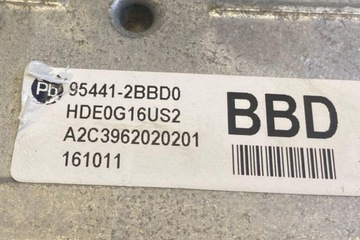 Pb 95441-2BBD0
HDE0G16US2
A2C3962020201
161011
BBD